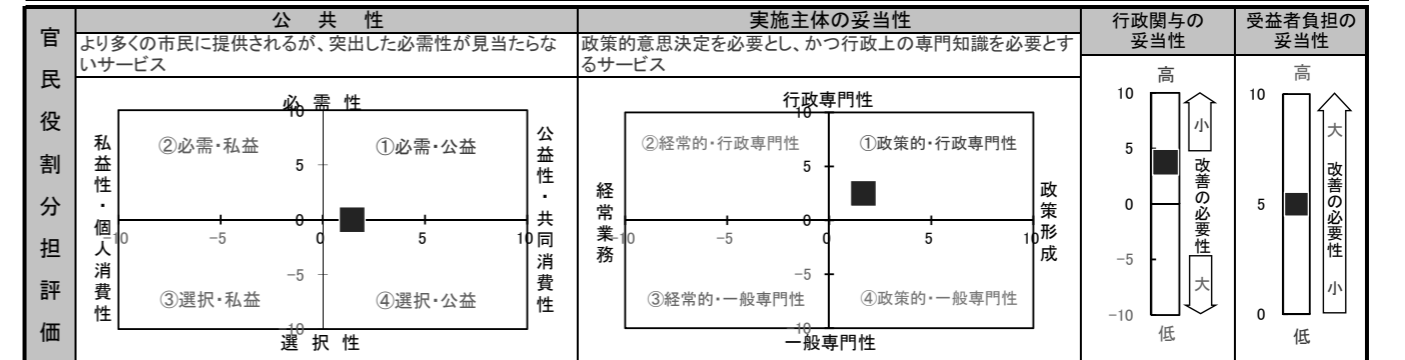 官民役割分担評価
公共性
より多くの市民に提供されるが、突出した必需性が見当たらな
いサービス
必需性
10
②必需・私益
①必需・公益
5
私益性・個人消費性
公益性・共同消費性
0
-10
-5
0
5
10
-5
③選択・私益
④選択・公益
-10
選択性
実施主体の妥当性
政策的意思決定を必要とし、かつ行政上の専門知識を必要とす
るサービス
行政専門性
10
②経常的・行政専門性
①政策的・行政専門性
5
経常業務
政策形成
0
-10
-5
0
5
10
-5
③経常的・一般専門性
④政策的・一般専門性
-10
一般専門性
行政関与の
妥当性
高
10
5
0
-5
-10
小
改善の必要性
大
低
受益者負担の
妥当性
高
10
5
0
大
改善の必要性
小
低